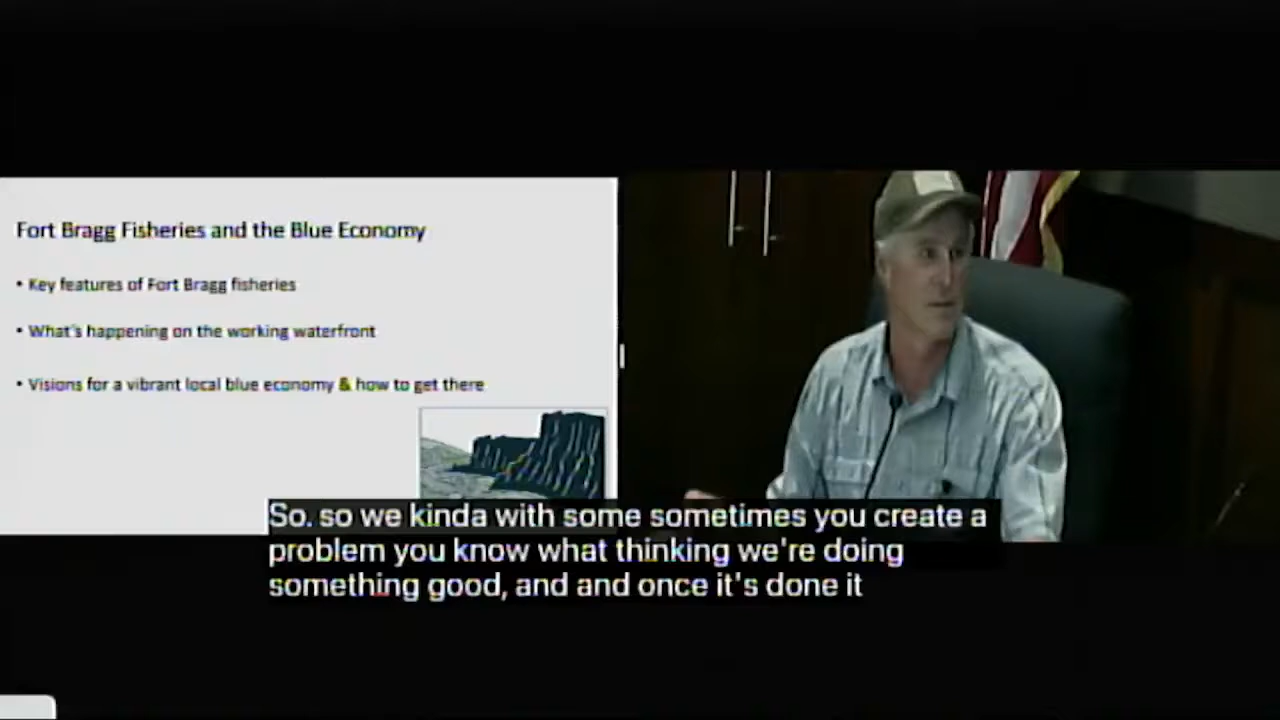 Fort Bragg Fisheries and the Blue Economy
• Key features of Fort Bragg fisheries
• What's happening on the working waterfront
• Visions for a vibrant local blue economy & how to get there
So. so we kinda with some sometimes you create a
problem you know what thinking we're doing
something good, and and once it's done it